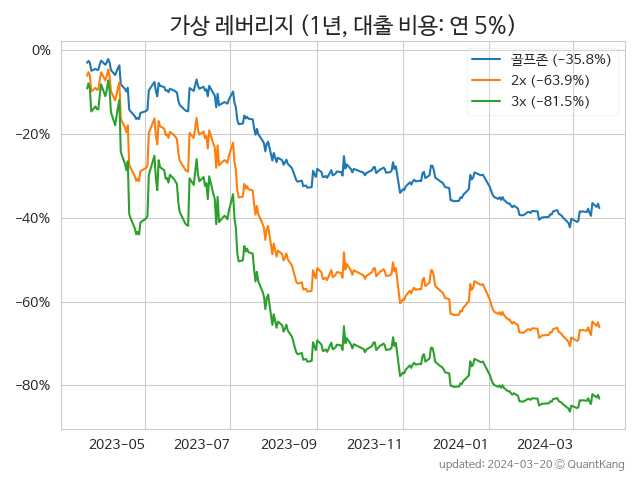 가상 레버리지 (1년, 대출 비용: 연 5%)
골프존 (−35.8%)
2x (−63.9%)
3x (−81.5%)
0%
−20%
−40%
−60%
−80%
2023-05 2023-07 2023-09 2023-11 2024-01 2024-03
updated: 2024-03-20 © QuantKang